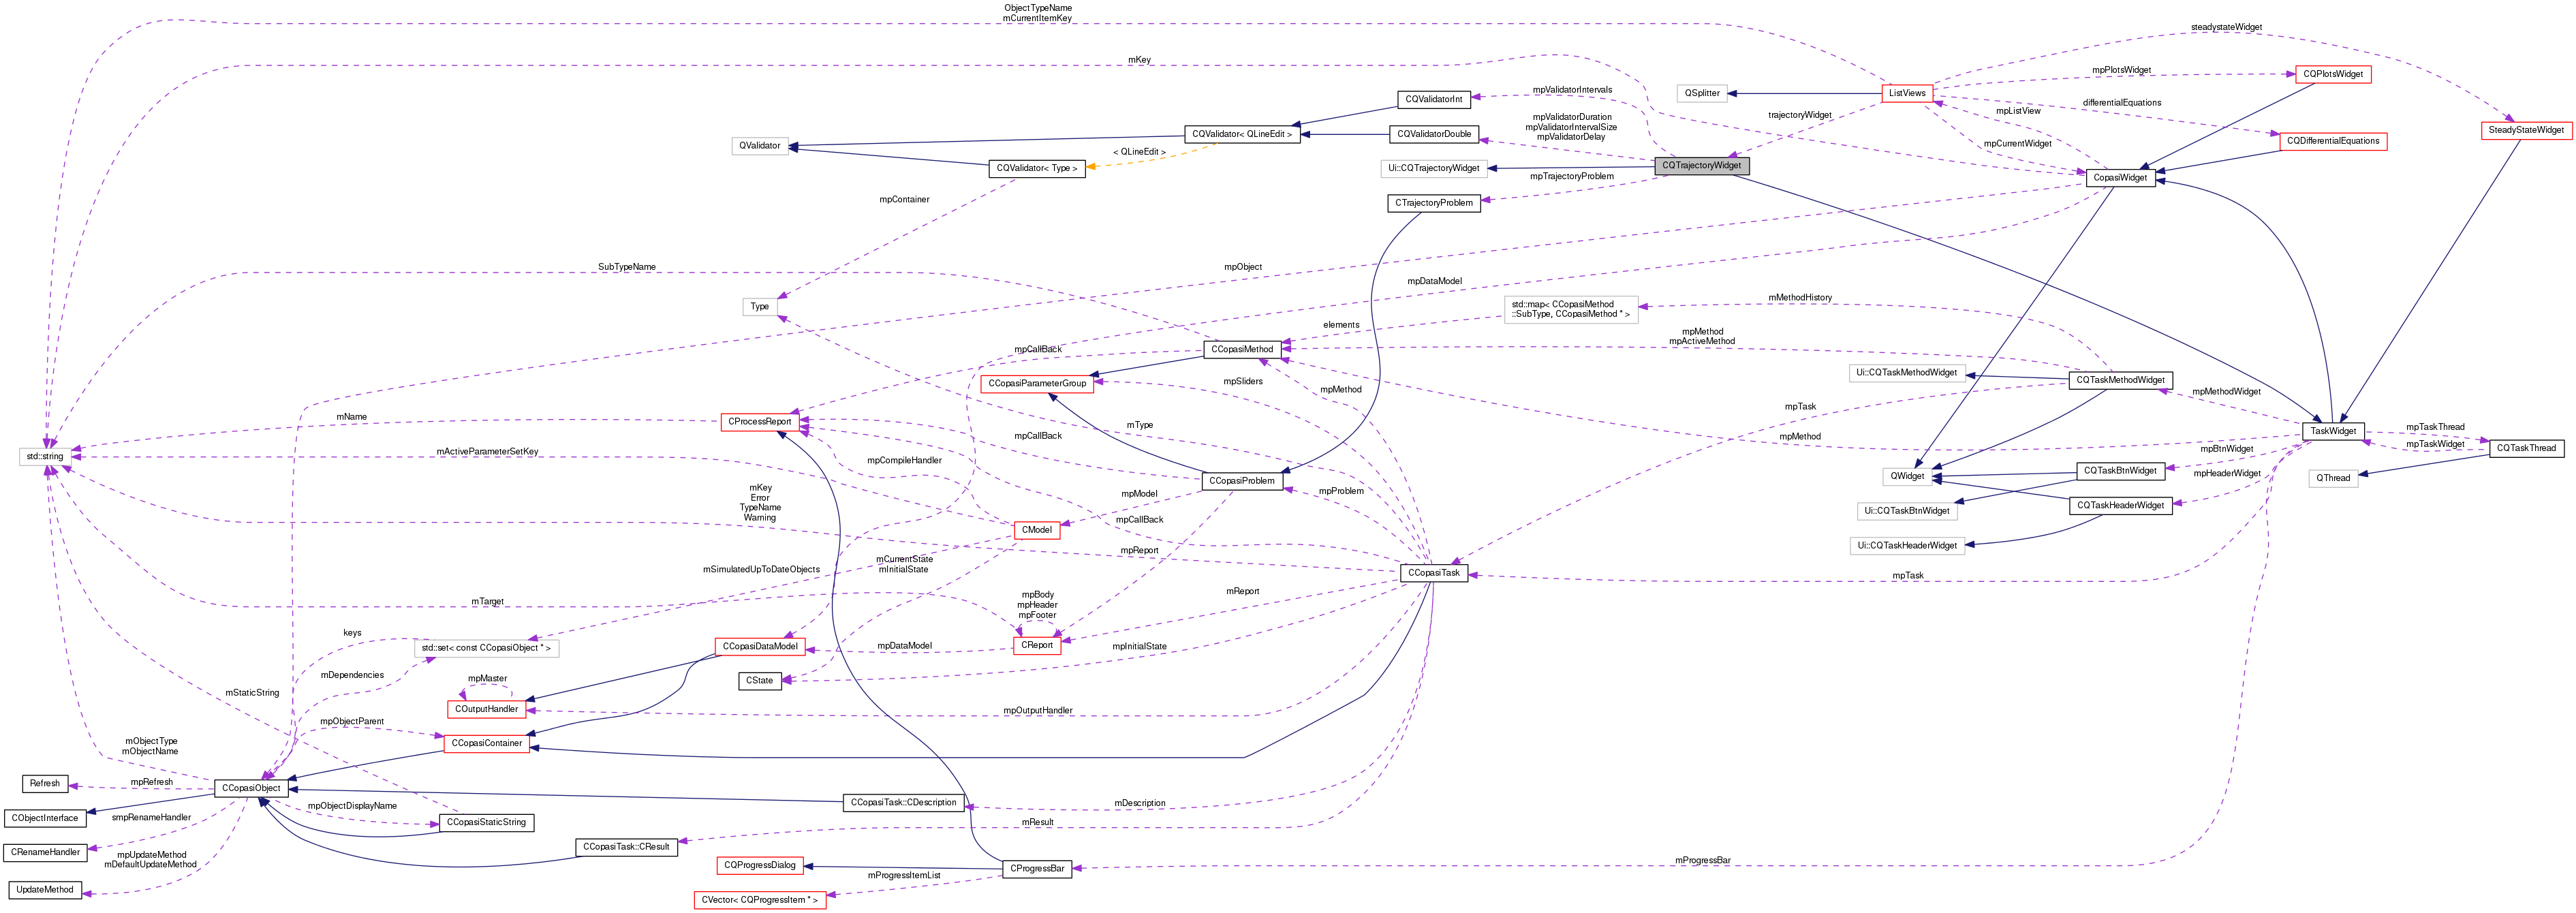 ObjectTypeName
mCurrentItemKey
steadystateWidget
mKey
mpPlotsWidget
CQPlotsWidget
QSplitter
ListViews
mpValidatorIntervals
CQValidatorInt
differentialEquations
mpListView
trajectoryWidget
mpValidatorDuration
mpValidatorIntervalSize
mpValidatorDelay
CQValidator< QLineEdit >
CQValidatorDouble
SteadyStateWidget
CQDifferentialEquations
mpCurrentWidget
QValidator
< QLineEdit >
CQValidator< Type >
Ui::CQTrajectoryWidget
CQTrajectoryWidget
mpTrajectoryProblem
CopasiWidget
mpContainer
CTrajectoryProblem
SubTypeName
mpObject
mpDataModel
Type
std::map< CCopasiMethod
::SubType, CCopasiMethod * >
mMethodHistory
elements
mpMethod
mpActiveMethod
mpCallBack
CCopasiMethod
CCopasiParameterGroup
mpSliders
mpMethod
Ui::CQTaskMethodWidget
CQTaskMethodWidget
mpMethodWidget
mpTask
mName
CProcessReport
mType
mpCallBack
mpMethod
TaskWidget
mpTaskThread
mpTaskWidget
CQTaskThread
std::string
mActiveParameterSetKey
mpCompileHandler
mpBtnWidget
mpHeaderWidget
CQTaskBtnWidget
QWidget
QThread
CCopasiProblem
mKey
Error
TypeName
Warning
mpModel
mpProblem
CQTaskHeaderWidget
Ui::CQTaskBtnWidget
CModel
mpCallBack
mpReport
Ui::CQTaskHeaderWidget
mSimulatedUpToDateObjects
mCurrentState
mInitialState
CCopasiTask
mpTask
mTarget
mpBody
mpHeader
mpFooter
mReport
keys
std::set< const CCopasiObject * >
CCopasiDataModel
mpDataModel
CReport
mpInitialState
mDependencies
mpMaster
CState
mStaticString
COutputHandler
mpOutputHandler
mpObjectParent
CCopasiContainer
mObjectType
mObjectName
Refresh
mpRefresh
CCopasiObject
CCopasiTask::CDescription
mDescription
mpObjectDisplayName
CObjectInterface
smpRenameHandler
CCopasiStaticString
mResult
CRenameHandler
CCopasiTask::CResult
mpUpdateMethod
mDefaultUpdateMethod
CQProgressDialog
CProgressBar
mProgressBar
mProgressItemList
UpdateMethod
CVector< CQProgressItem * >